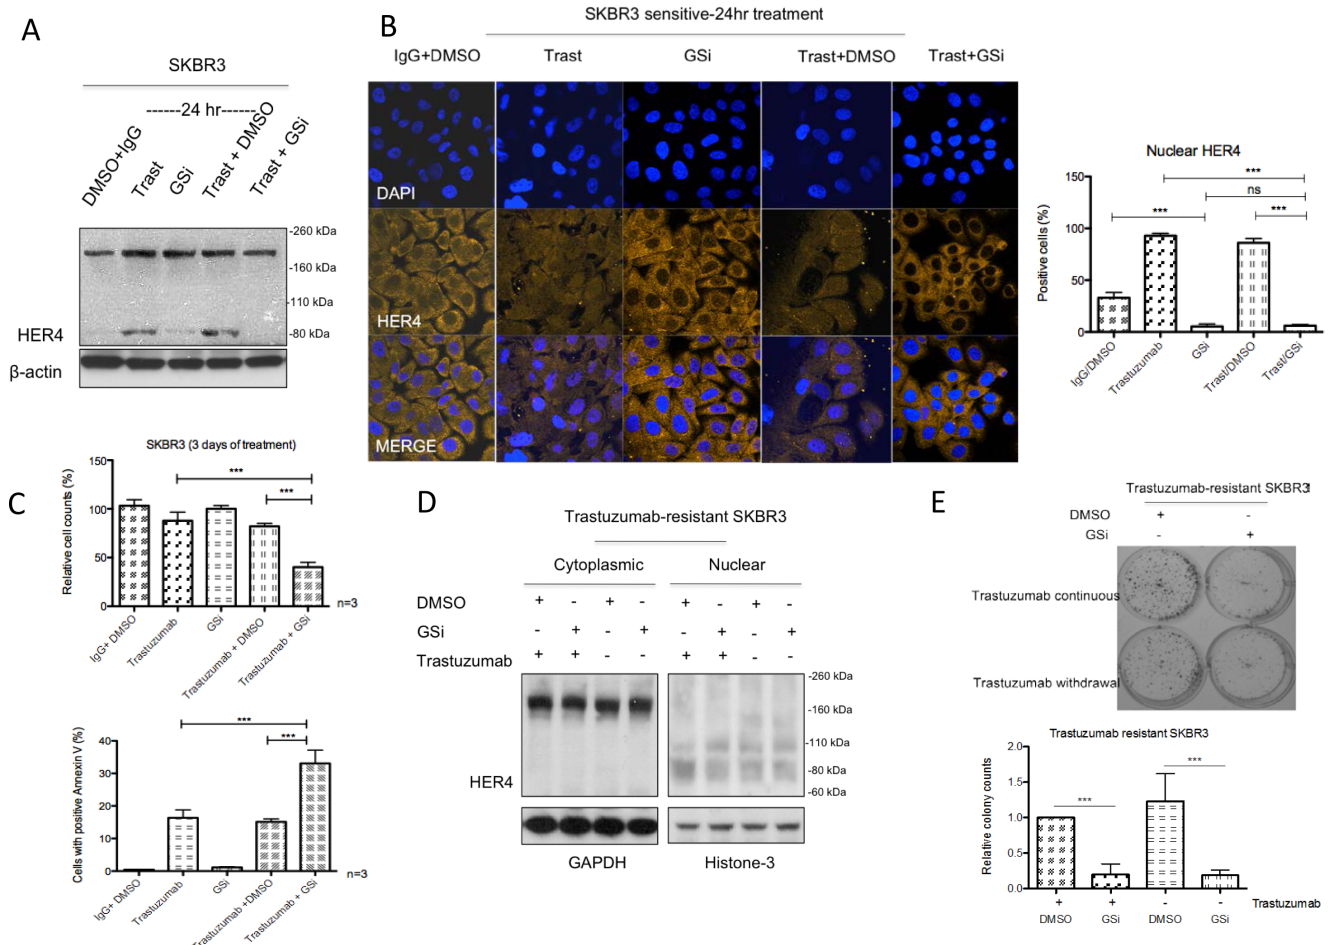 A
SKBR3
------24 hr------
DMSO+IgG
Trast
GSi
Trast + DMSO
Trast + GSi
-260 kDa
-160 kDa
-110 kDa
-80 kDa
HER4
β-actin
B
SKBR3 sensitive-24hr treatment
IgG+DMSO Trast GSi Trast+DMSO Trast+GSi
DAPI
HER4
MERGE
Nuclear HER4
Positive cells (%)
150
100
50
0
***
ns
*** ***
IgG/DMSO
Trastuzumab
GSi
Trast/DMSO
Trast/GSi
C
SKBR3 (3 days of treatment)
Relative cell counts (%)
150
100
50
0
***
***
n=3
IgG+ DMSO
Trastuzumab
GSi
Trastuzumab + DMSO
Trastuzumab + GSi
Cells with positive Annexin V (%)
40
30
20
10
0
***
***
n=3
IgG+ DMSO
Trastuzumab
GSi
Trastuzumab +DMSO
Trastuzumab + GSi
D
Trastuzumab-resistant SKBR3
Cytoplasmic Nuclear
DMSO + - + - + - + -
GSi - + - + - + - +
Trastuzumab + + - - + + - -
-260 kDa
-160 kDa
-110 kDa
-80 kDa
-60 kDa
HER4
GAPDH Histone-3
E
Trastuzumab-resistant SKBR3
DMSO + -
GSi - +
Trastuzumab continuous
Trastuzumab withdrawal
Trastuzumab resistant SKBR3
Relative colony counts
2.0
1.5
1.0
0.5
0.0
***
***
+ + - - Trastuzumab
DMSO GSi DMSO GSi